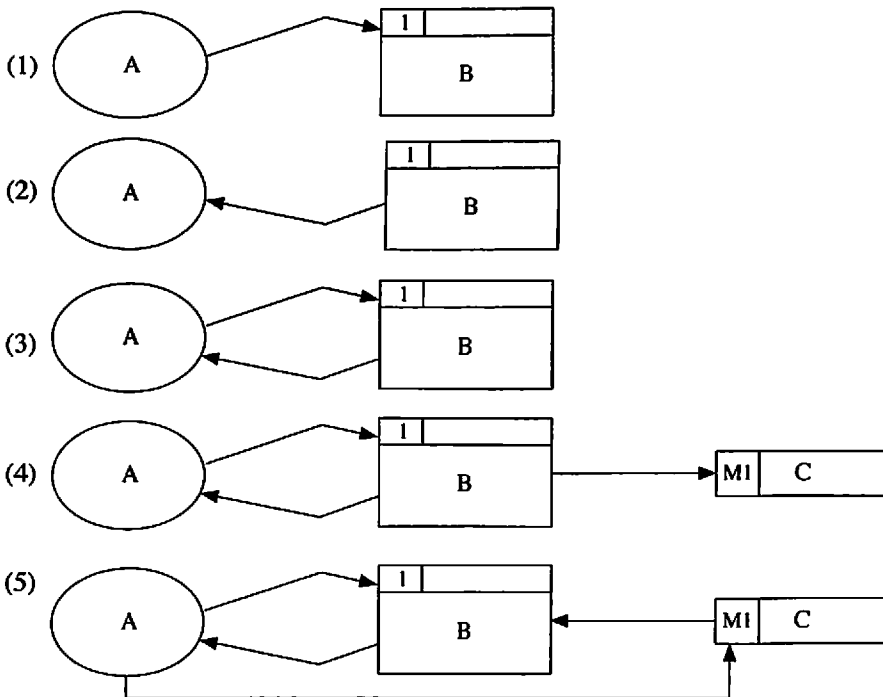 1
(1) A B
1
(2) A B
1
(3) A B
1
(4) A B M1 C
(5) 1
A B M1 C